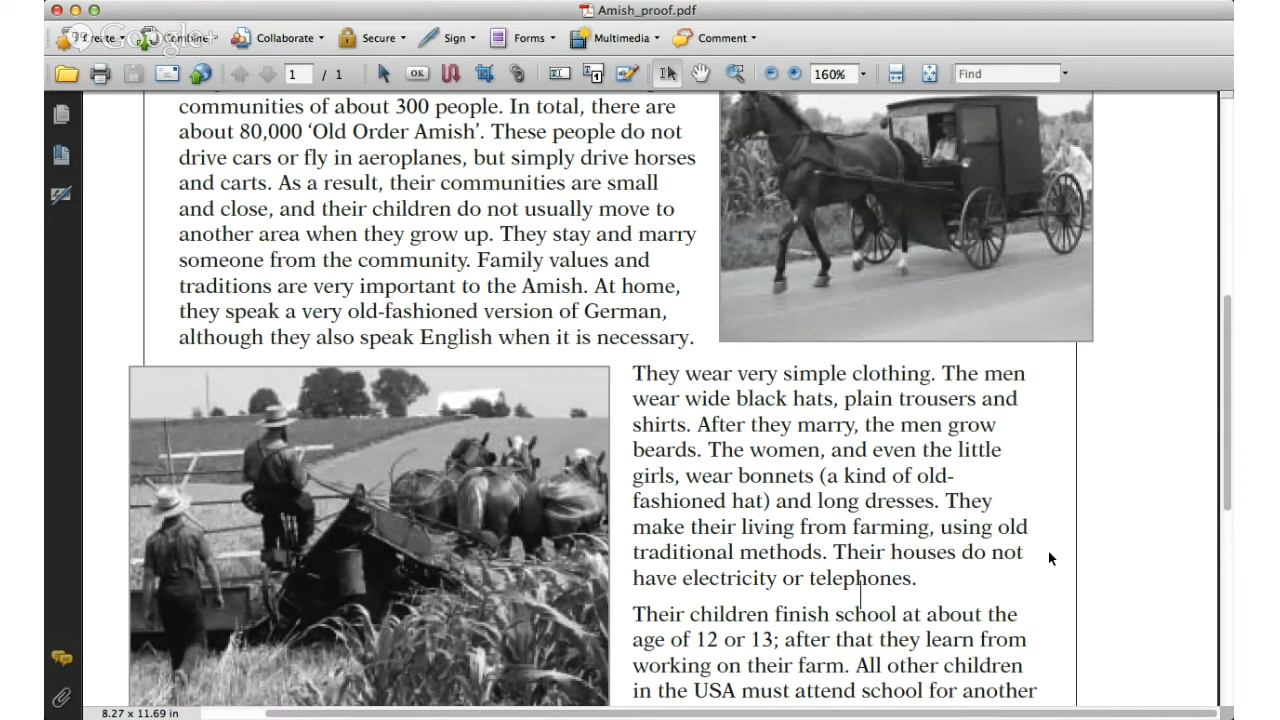 Amish_proof.pdf
Google+
Create Combine Collaborate Secure Sign Forms Multimedia Comment
OK 1 / 1 160% Find
communities of about 300 people. In total, there are
about 80,000 ‘Old Order Amish’. These people do not
drive cars or fly in aeroplanes, but simply drive horses
and carts. As a result, their communities are small
and close, and their children do not usually move to
another area when they grow up. They stay and marry
someone from the community. Family values and
traditions are very important to the Amish. At home,
they speak a very old-fashioned version of German,
although they also speak English when it is necessary.
They wear very simple clothing. The men
wear wide black hats, plain trousers and
shirts. After they marry, the men grow
beards. The women, and even the little
girls, wear bonnets (a kind of old-
fashioned hat) and long dresses. They
make their living from farming, using old
traditional methods. Their houses do not
have electricity or telephones.
Their children finish school at about the
age of 12 or 13; after that they learn from
working on their farm. All other children
in the USA must attend school for another
8.27 x 11.69 in